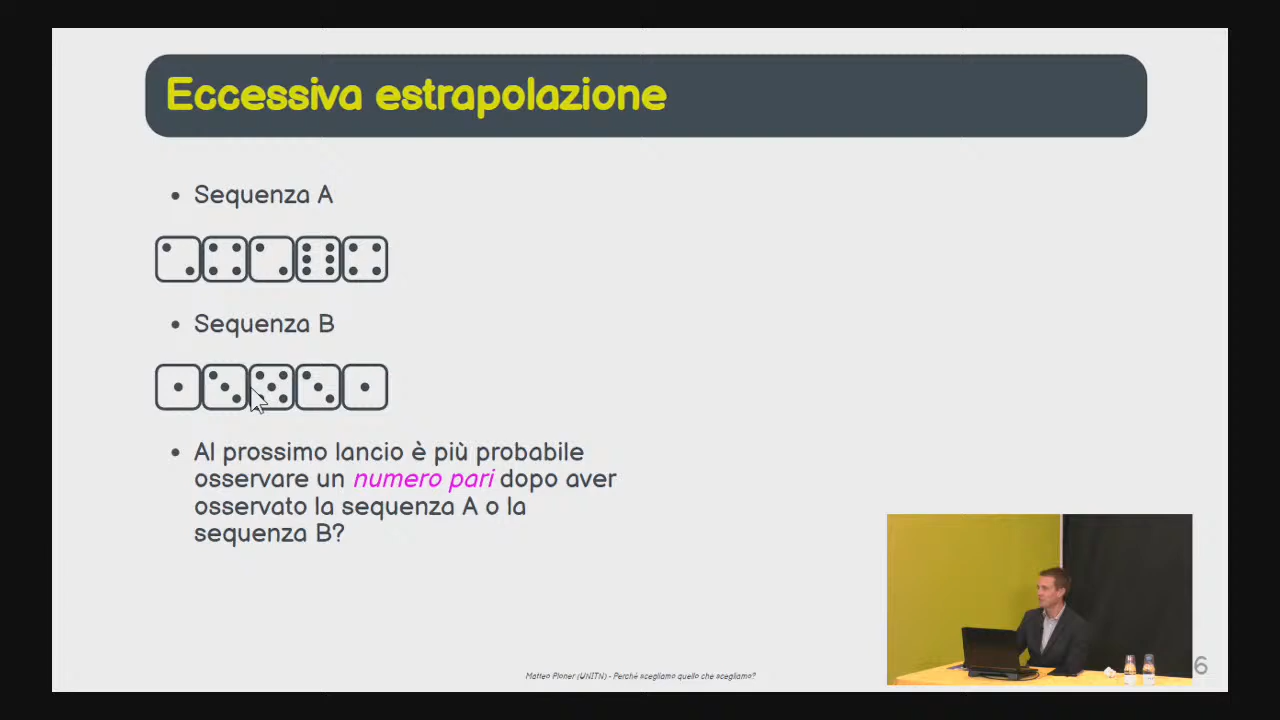 Eccessiva estrapolazione
• Sequenza A
• Sequenza B
• Al prossimo lancio è più probabile
osservare un numero pari dopo aver
osservato la sequenza A o la
sequenza B?
Matteo Ploner (UNITN) - Perchè scegliamo quello che scegliamo?
6